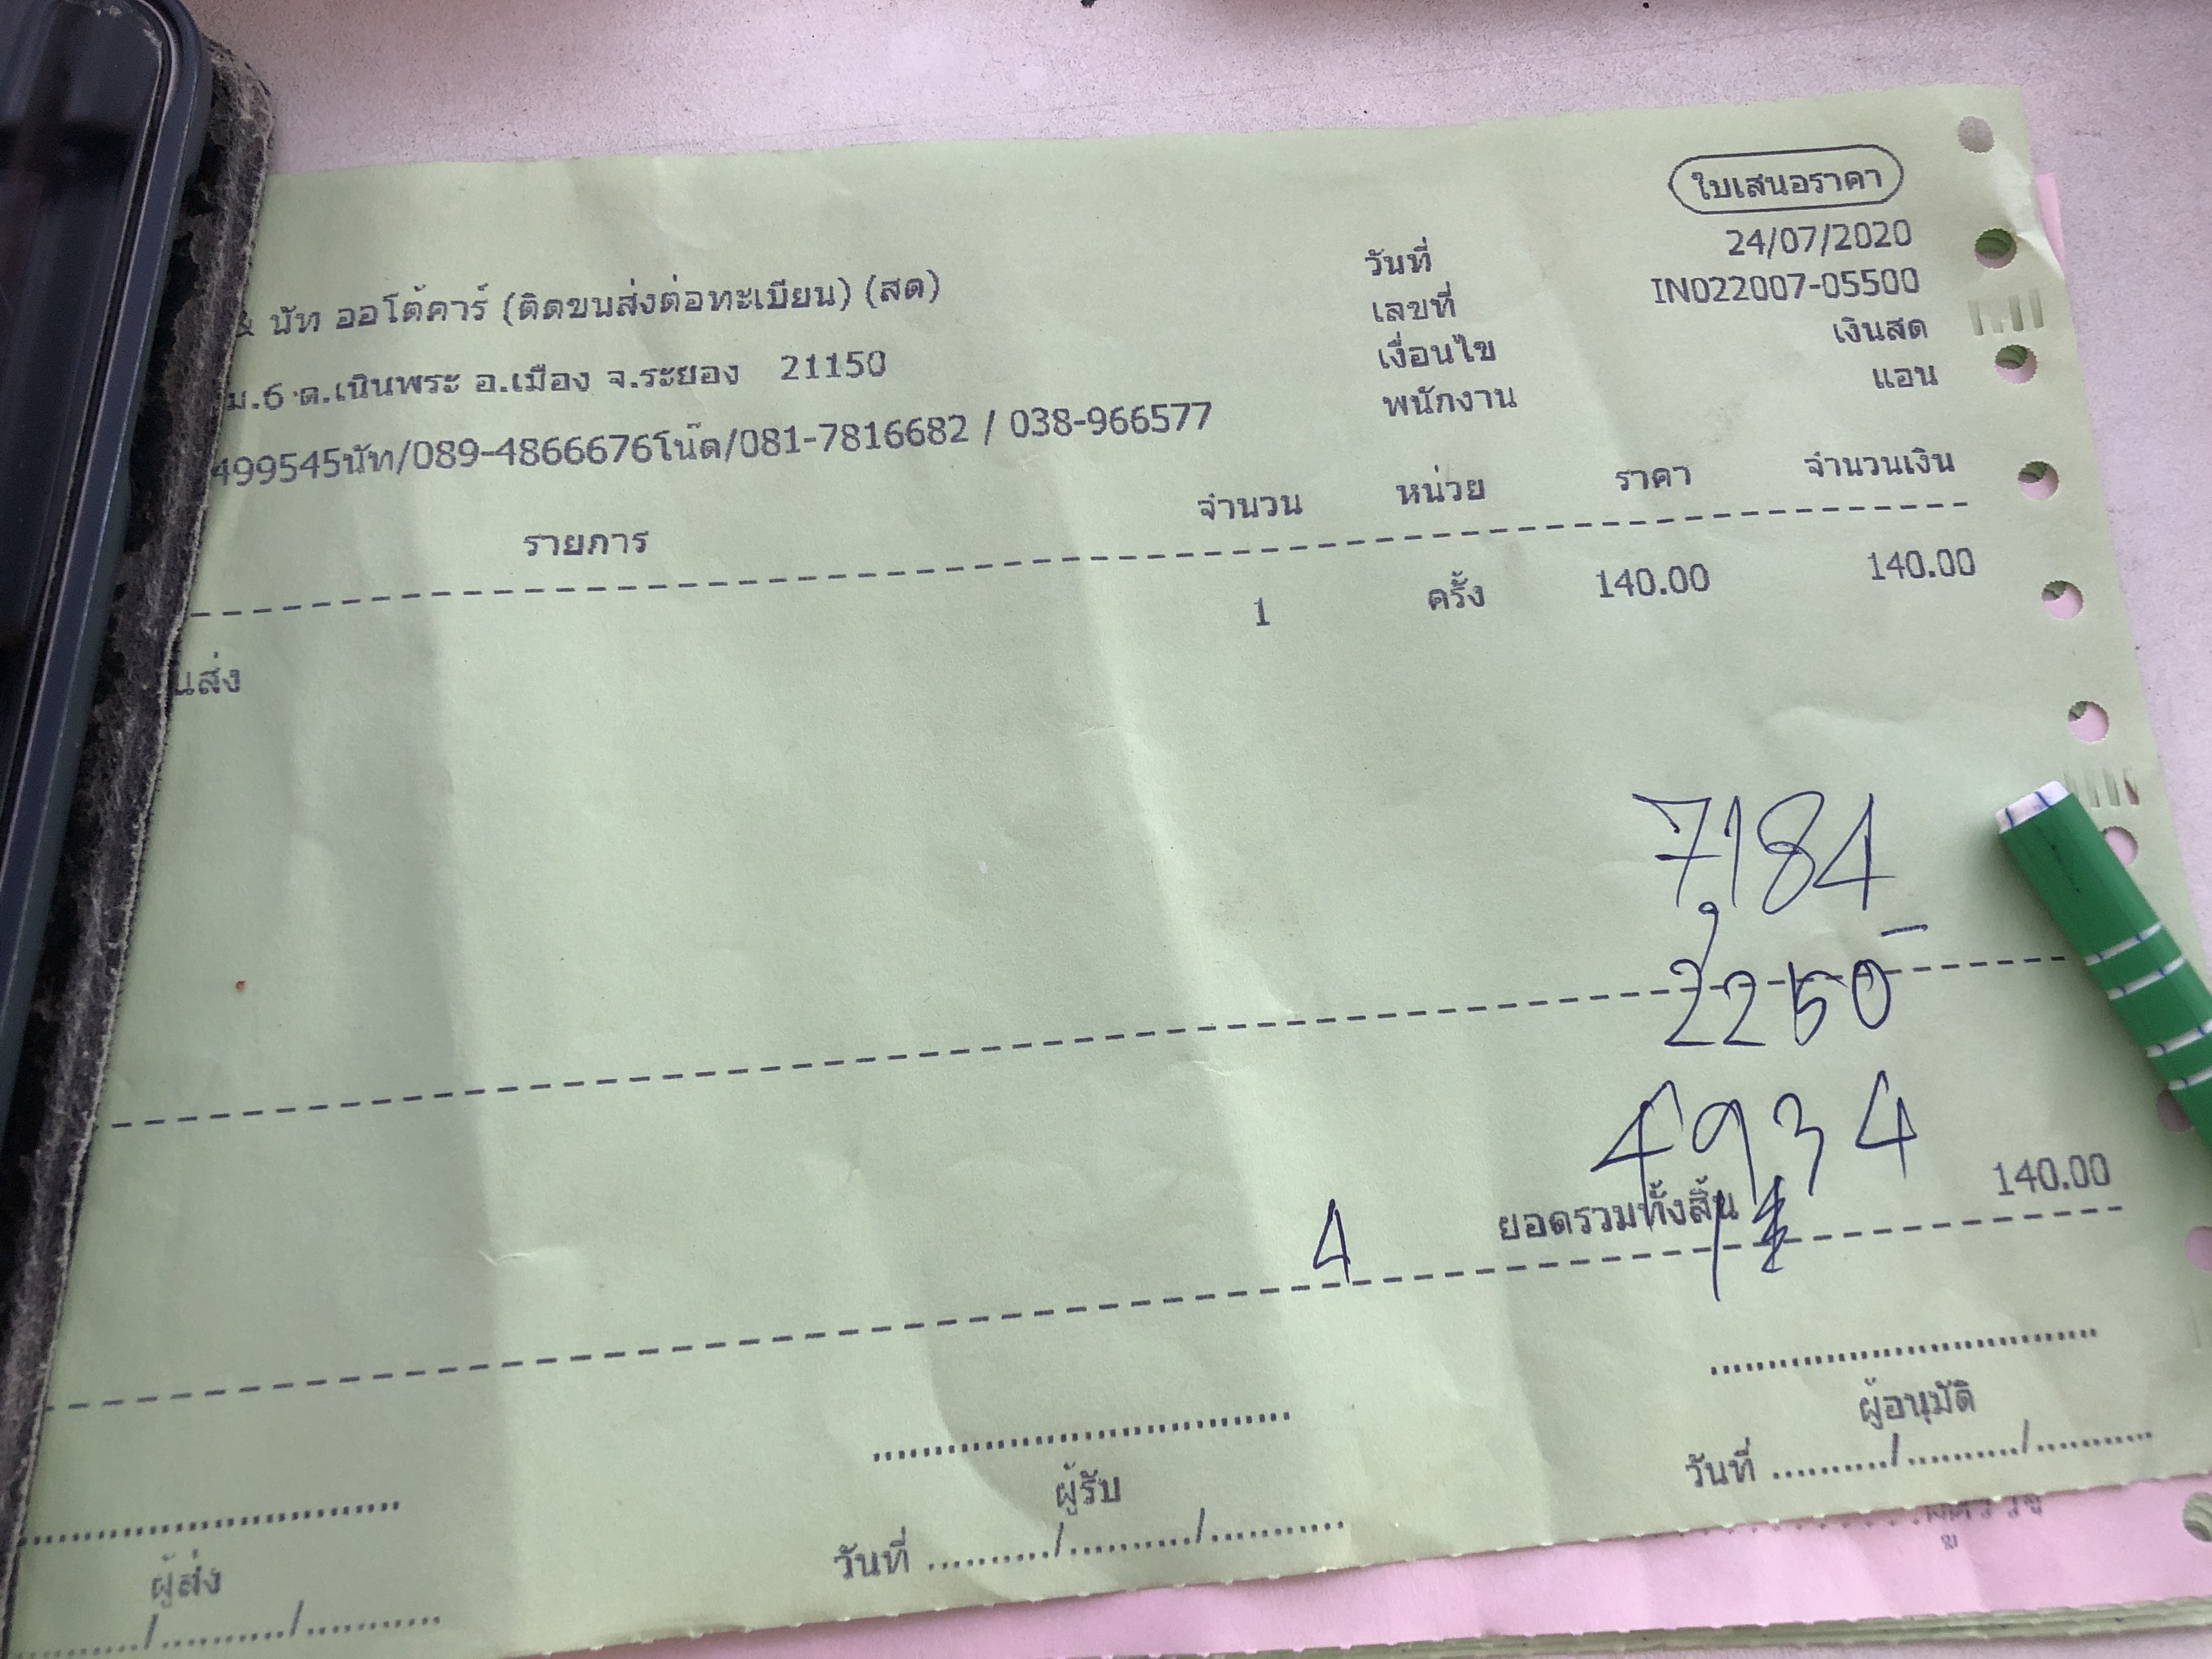 ใบเสนอราคา
& นัท ออโต้คาร์ (ติดขนส่งต่อทะเบียน) (สด)
วันที่ 24/07/2020
เลขที่ IN022007-05500
ม.6 ต.เนินพระ อ.เมือง จ.ระยอง 21150
เงื่อนไข เงินสด
พนักงาน แอน
499545นัท/089-4866676โน๊ต/081-7816682 / 038-966577
รายการ จำนวน หน่วย ราคา จำนวนเงิน
1 ครั้ง 140.00 140.00
นส่ง
7184
2250
4934
4 ยอดรวมทั้งสิ้น 140.00
ผู้ส่ง ผู้รับ ผู้อนุมัติ
........../........../.......... วันที่ ........../........../.......... วันที่ ........../........../..........